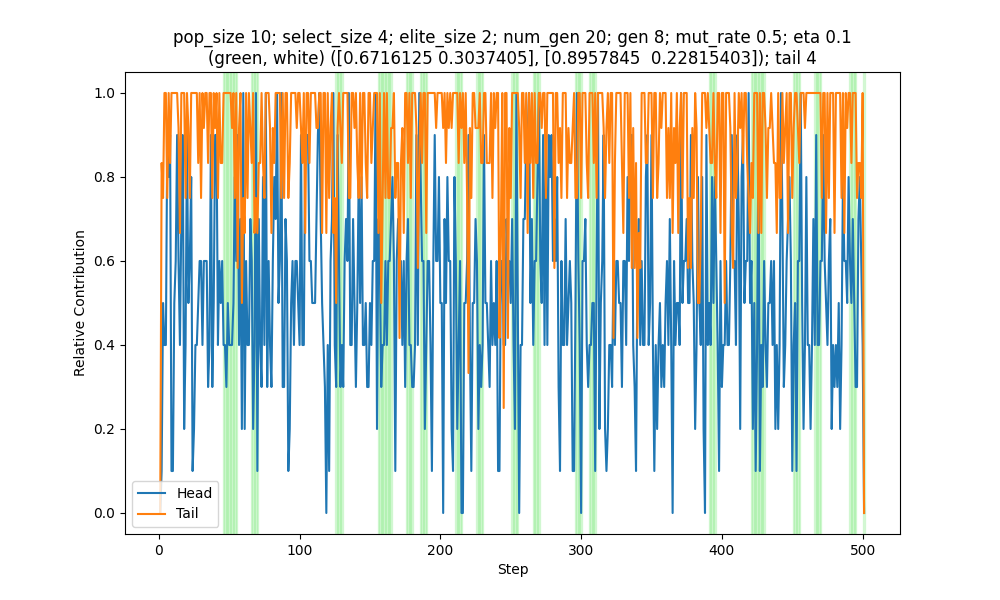 pop_size 10; select_size 4; elite_size 2; num_gen 20; gen 8; mut_rate 0.5; eta 0.1
(green, white) ([0.6716125 0.3037405], [0.8957845  0.22815403]); tail 4
1.0
0.8
0.6
0.4
0.2
0.0
Relative Contribution
Head
Tail
0
100
200
300
400
500
Step